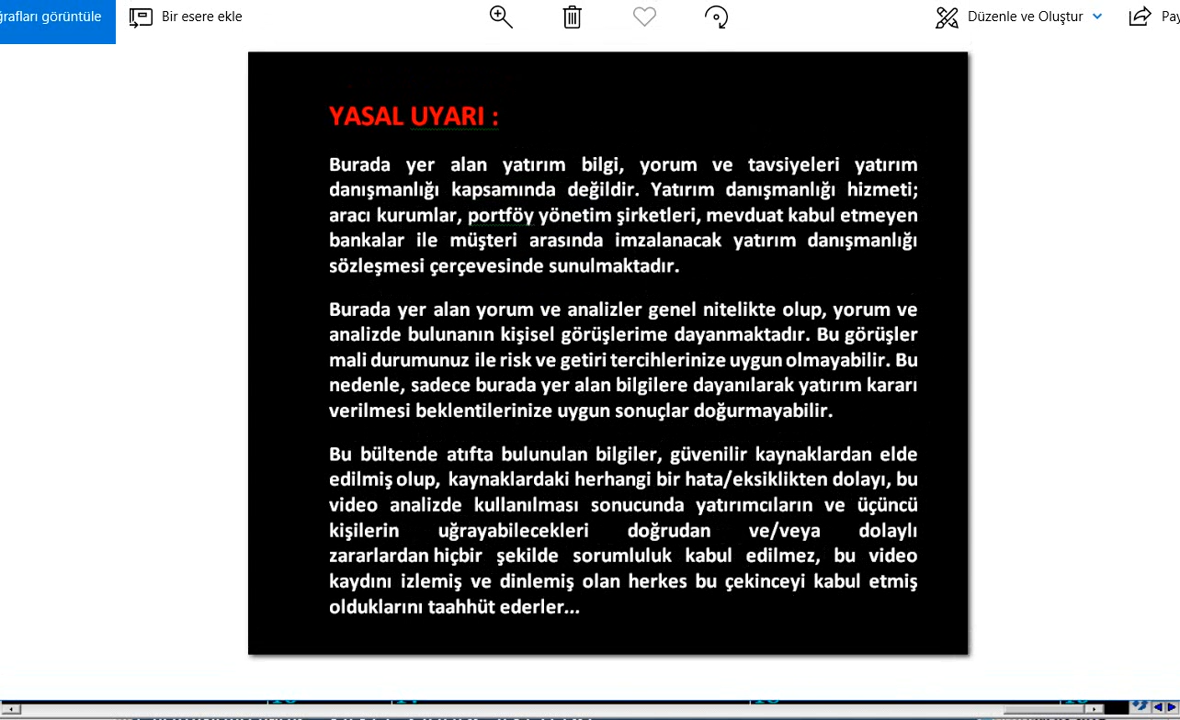 ğrafları görüntüle
Bir esere ekle
Düzenle ve Oluştur
Pay
YASAL UYARI :
Burada yer alan yatırım bilgi, yorum ve tavsiyeleri yatırım
danışmanlığı kapsamında değildir. Yatırım danışmanlığı hizmeti;
aracı kurumlar, portföy yönetim şirketleri, mevduat kabul etmeyen
bankalar ile müşteri arasında imzalanacak yatırım danışmanlığı
sözleşmesi çerçevesinde sunulmaktadır.
Burada yer alan yorum ve analizler genel nitelikte olup, yorum ve
analizde bulunanın kişisel görüşlerime dayanmaktadır. Bu görüşler
mali durumunuz ile risk ve getiri tercihlerinize uygun olmayabilir. Bu
nedenle, sadece burada yer alan bilgilere dayanılarak yatırım kararı
verilmesi beklentilerinize uygun sonuçlar doğurmayabilir.
Bu bültende atıfta bulunulan bilgiler, güvenilir kaynaklardan elde
edilmiş olup, kaynaklardaki herhangi bir hata/eksiklikten dolayı, bu
video analizde kullanılması sonucunda yatırımcıların ve üçüncü
kişilerin uğrayabilecekleri doğrudan ve/veya dolaylı
zararlardan hiçbir şekilde sorumluluk kabul edilmez, bu video
kaydını izlemiş ve dinlemiş olan herkes bu çekinceyi kabul etmiş
olduklarını taahhüt ederler...